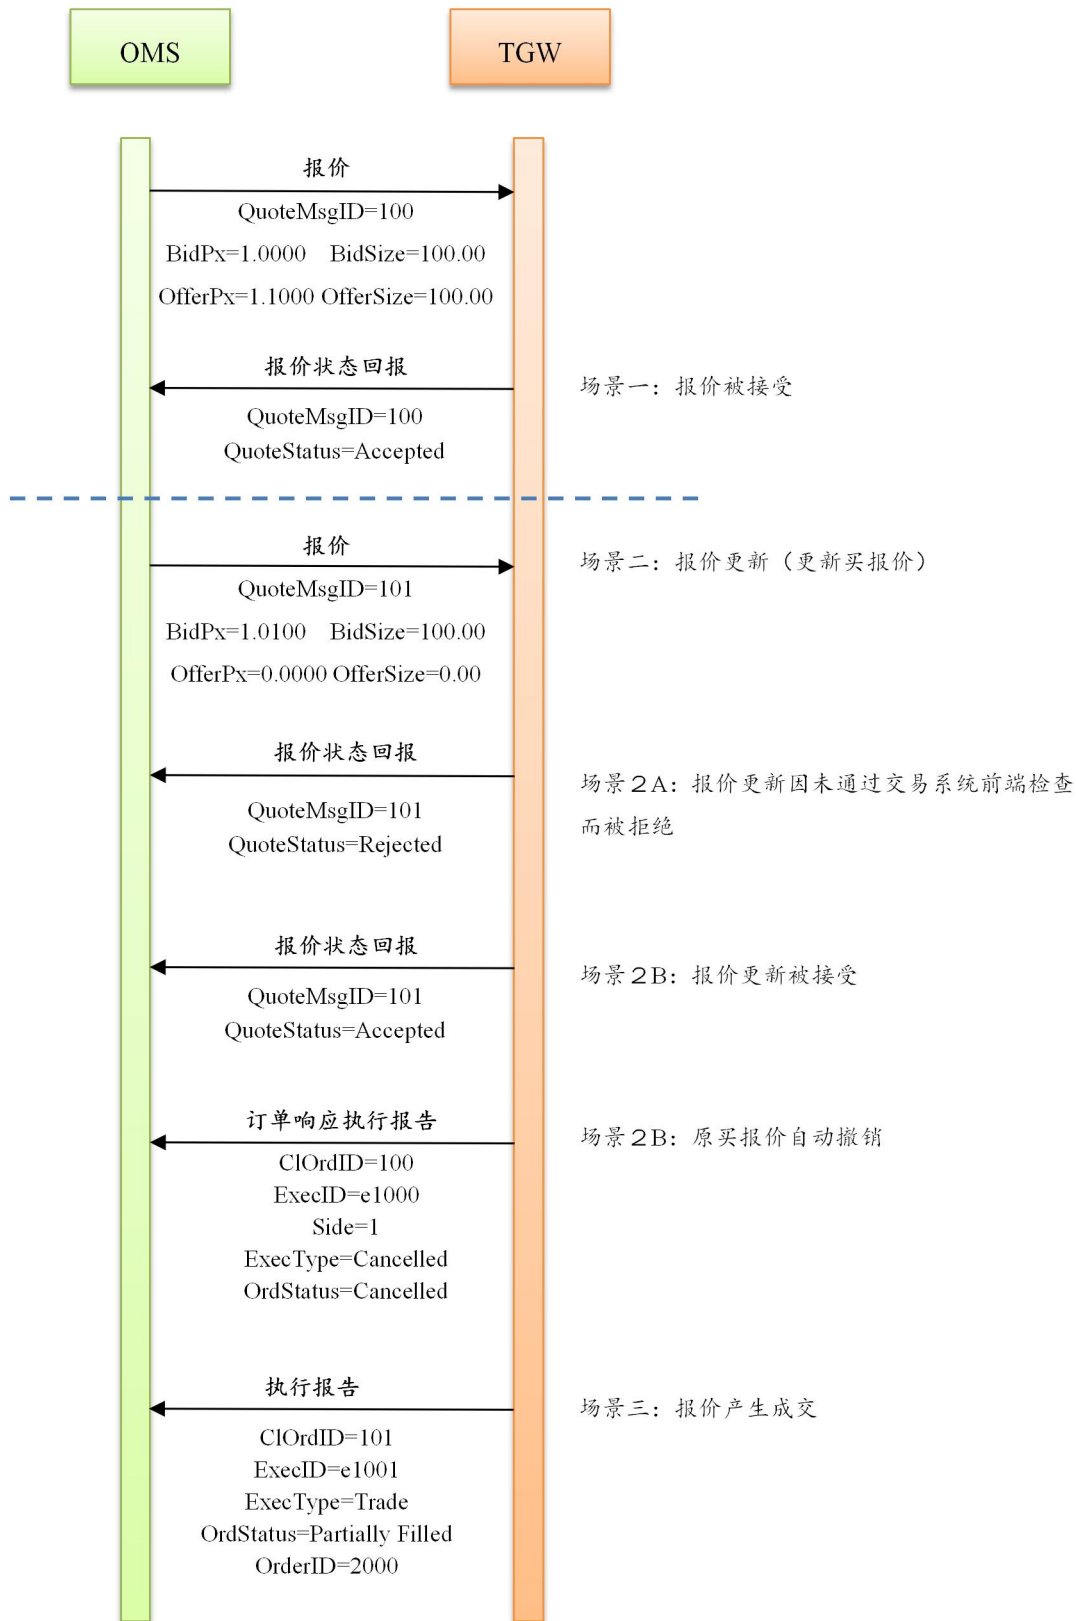 OMS
TGW
报价
QuoteMsgID=100
BidPx=1.0000 BidSize=100.00
OfferPx=1.1000 OfferSize=100.00
报价状态回报
场景一：报价被接受
QuoteMsgID=100
QuoteStatus=Accepted
报价
场景二：报价更新（更新买报价）
QuoteMsgID=101
BidPx=1.0100 BidSize=100.00
OfferPx=0.0000 OfferSize=0.00
报价状态回报
场景2A：报价更新因未通过交易系统前端检查
而被拒绝
QuoteMsgID=101
QuoteStatus=Rejected
报价状态回报
场景2B：报价更新被接受
QuoteMsgID=101
QuoteStatus=Accepted
订单响应执行报告
场景2B：原买报价自动撤销
ClOrdID=100
ExecID=e1000
Side=1
ExecType=Cancelled
OrdStatus=Cancelled
执行报告
场景三：报价产生成交
ClOrdID=101
ExecID=e1001
ExecType=Trade
OrdStatus=Partially Filled
OrderID=2000